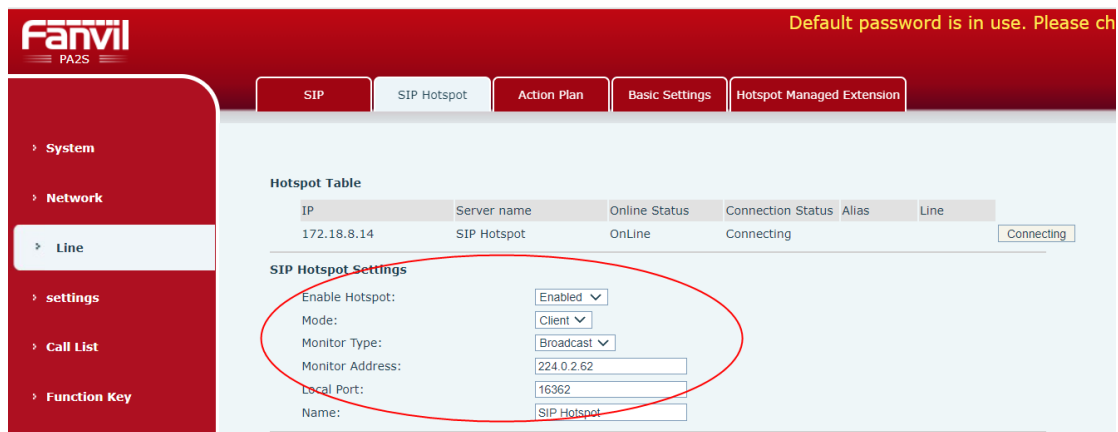 Default password is in use. Please ch
Fanvil
PA2S
SIP
SIP Hotspot
Action Plan
Basic Settings
Hotspot Managed Extension
System
Network
Line
settings
Call List
Function Key
Hotspot Table
IP Server name Online Status Connection Status Alias Line
172.18.8.14 SIP Hotspot OnLine Connecting Connecting
SIP Hotspot Settings
Enable Hotspot: Enabled
Mode: Client
Monitor Type: Broadcast
Monitor Address: 224.0.2.62
Local Port: 16362
Name: SIP Hotspot